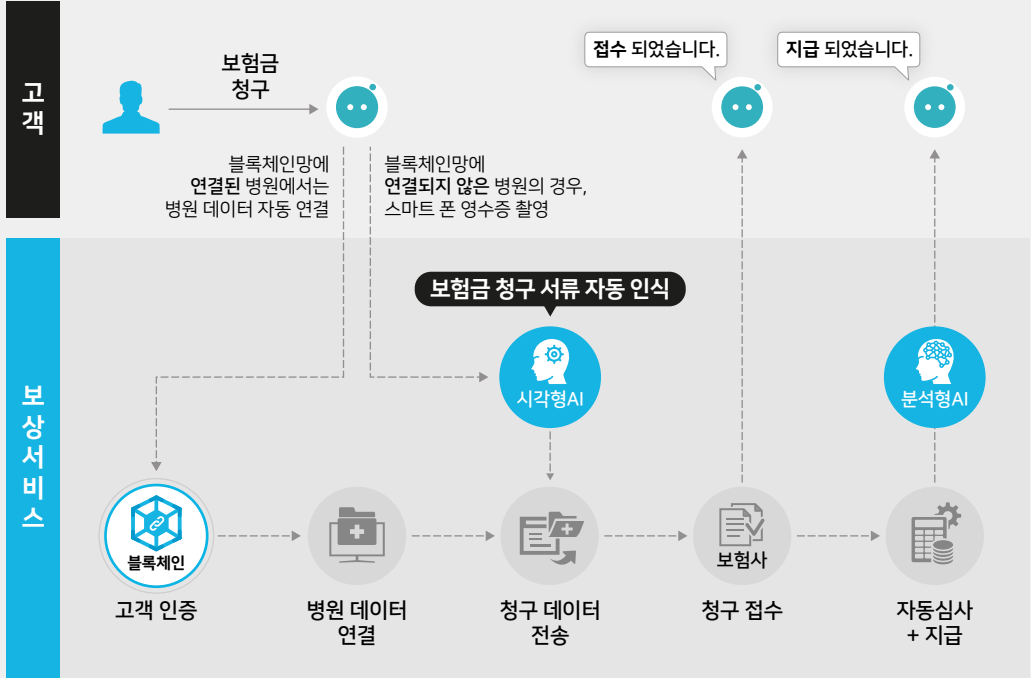 고객
보험금
청구
접수 되었습니다.
지급 되었습니다.
블록체인망에
연결된 병원에서는
병원 데이터 자동 연결
블록체인망에
연결되지 않은 병원의 경우,
스마트 폰 영수증 촬영
보상서비스
보험금 청구 서류 자동 인식
시각형AI
분석형AI
블록체인
보험사
고객 인증
병원 데이터
연결
청구 데이터
전송
청구 접수
자동심사
+ 지급